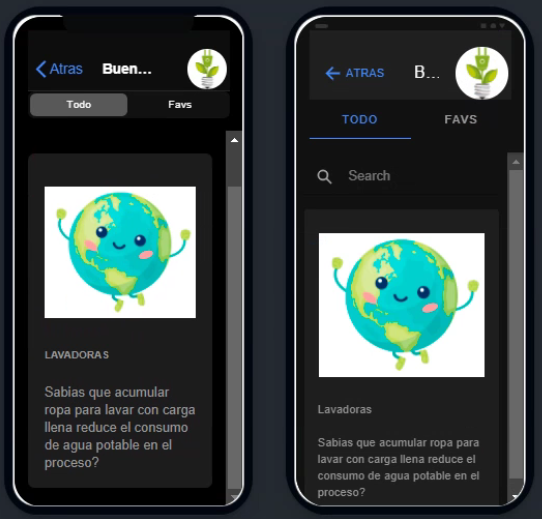 Atras
Buen...
Todo
Favs
LAVADORAS
Sabias que acumular
ropa para lavar con carga
llena reduce el consumo
de agua potable en el
proceso?
ATRAS
B...
TODO
FAVS
Search
Lavadoras
Sabias que acumular ropa para
lavar con carga llena reduce el
consumo de agua potable en el
proceso?